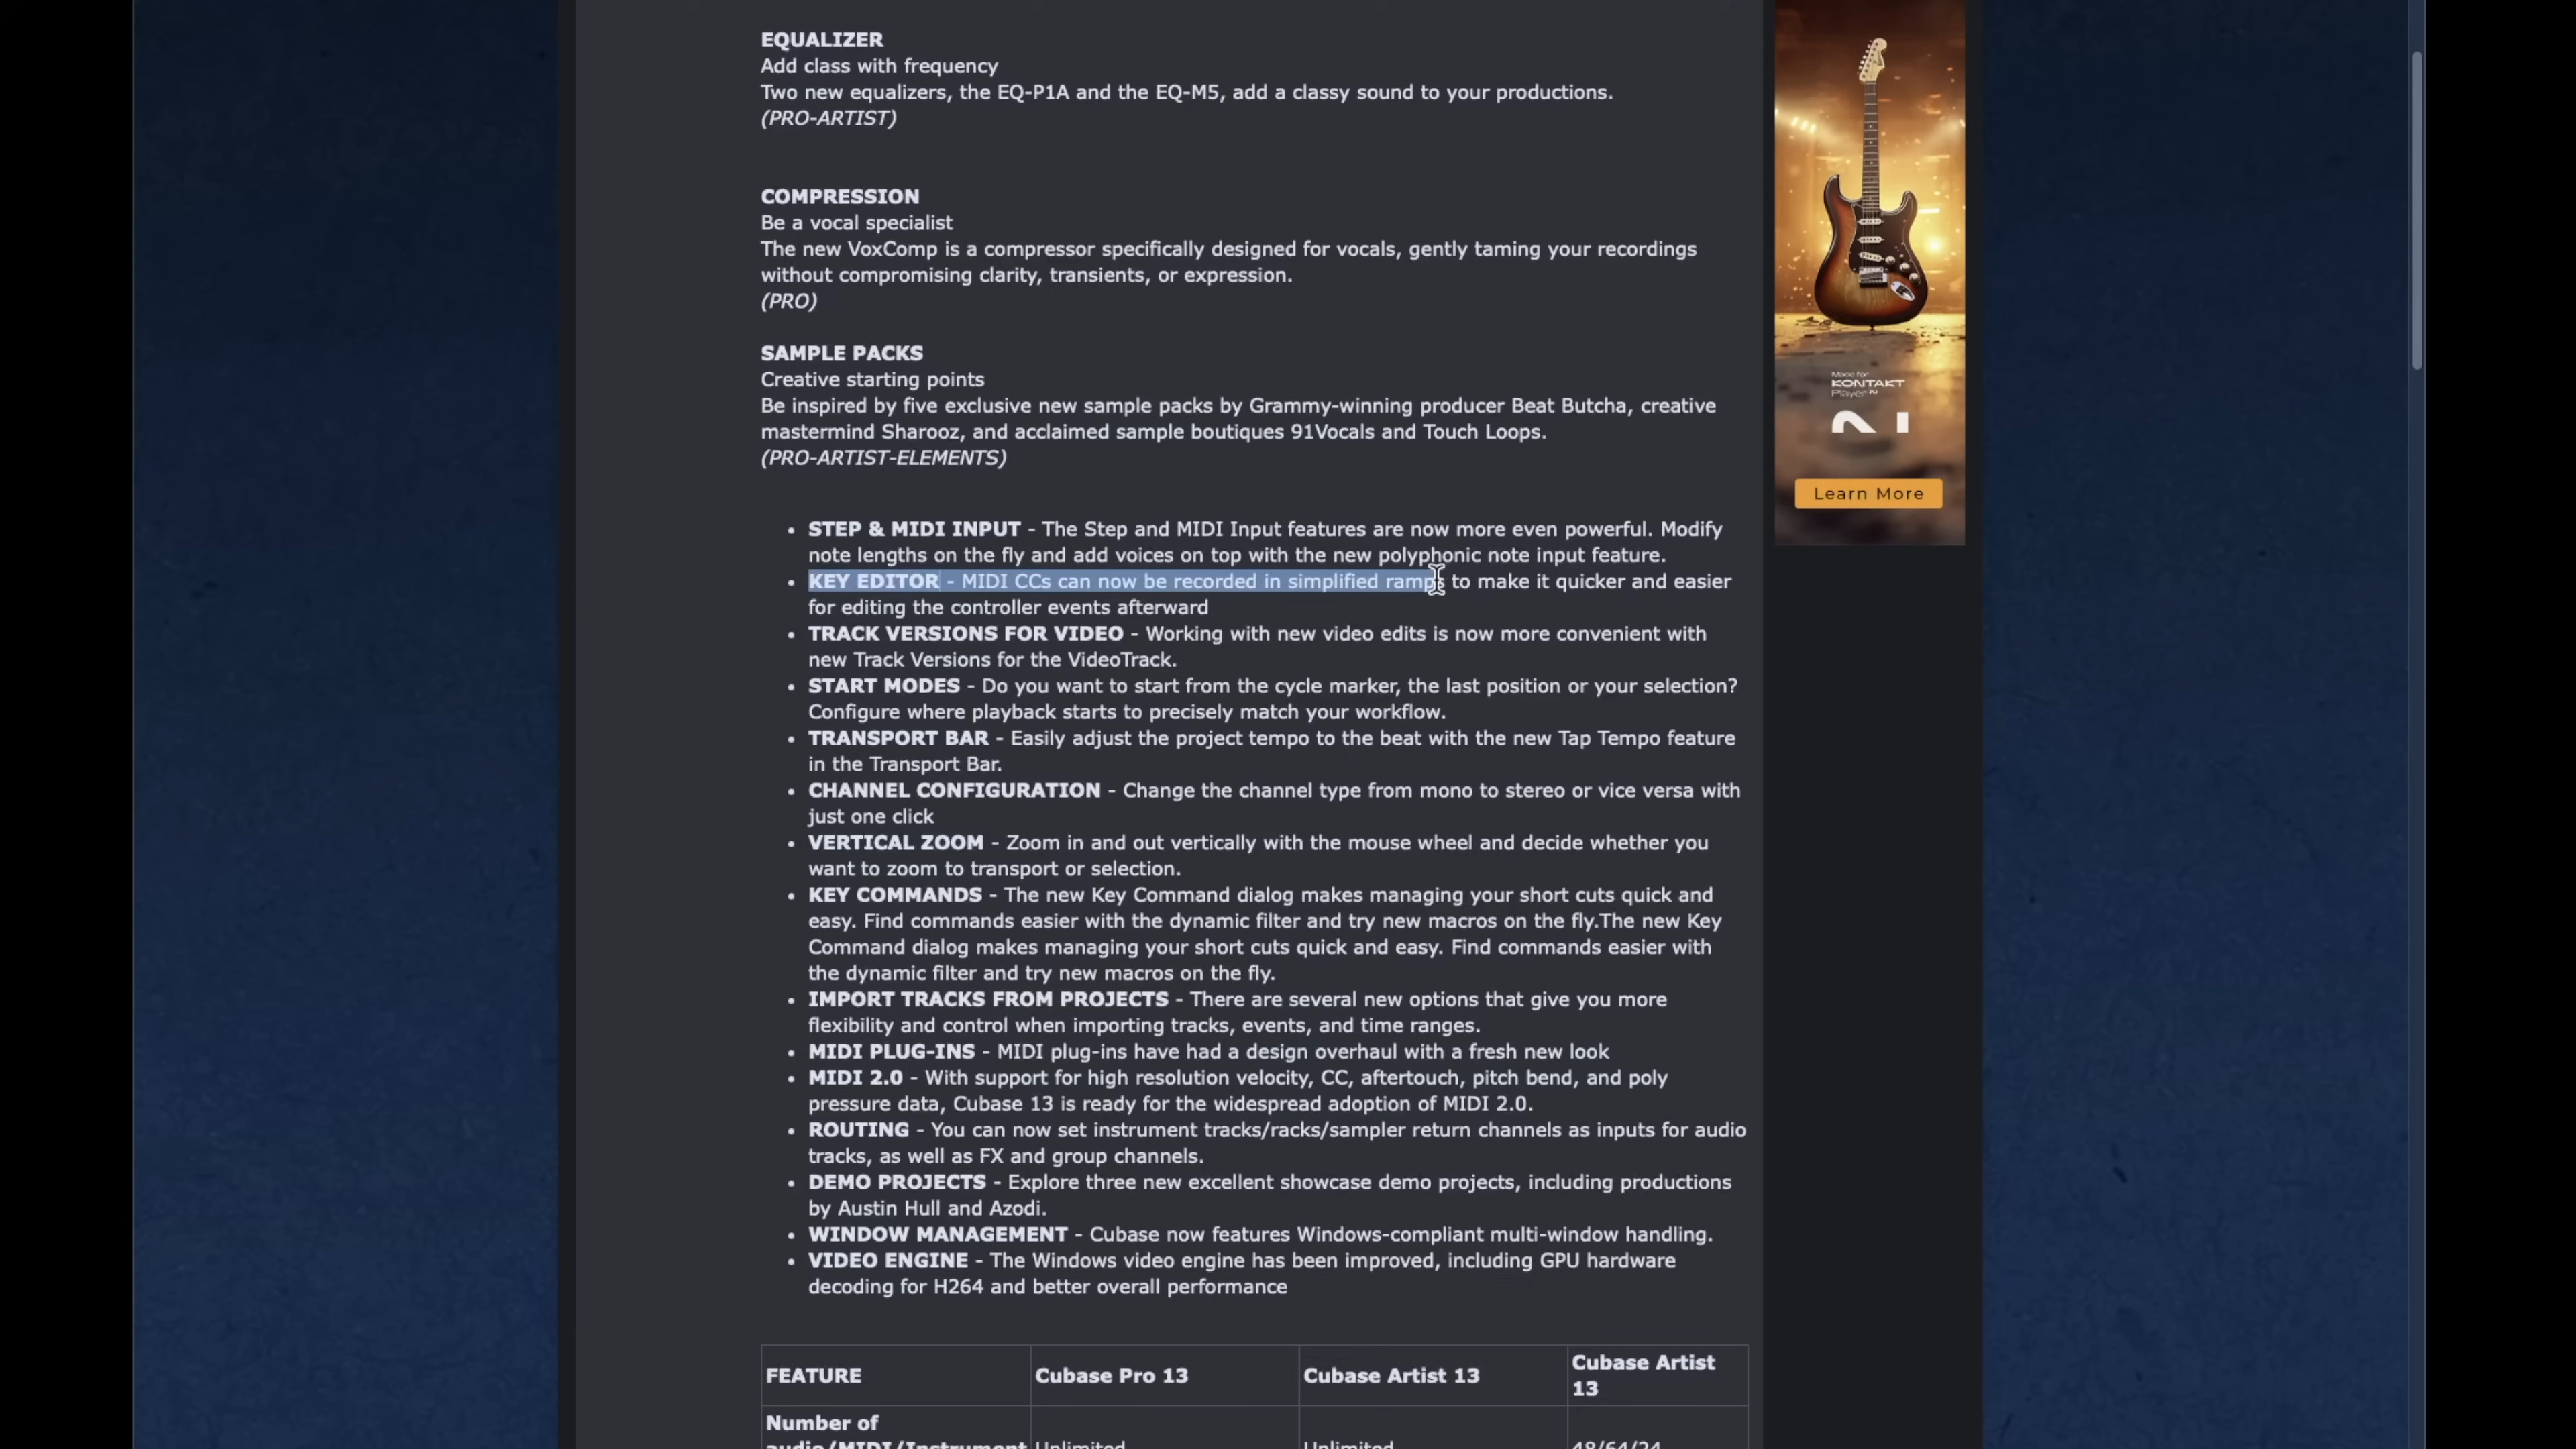 EQUALIZER
Add class with frequency
Two new equalizers, the EQ-P1A and the EQ-M5, add a classy sound to your productions.
(PRO-ARTIST)
COMPRESSION
Be a vocal specialist
The new VoxComp is a compressor specifically designed for vocals, gently taming your recordings
without compromising clarity, transients, or expression.
(PRO)
SAMPLE PACKS
Creative starting points
Be inspired by five exclusive new sample packs by Grammy-winning producer Beat Butcha, creative
mastermind Sharooz, and acclaimed sample boutiques 91Vocals and Touch Loops.
(PRO-ARTIST-ELEMENTS)
• STEP & MIDI INPUT - The Step and MIDI Input features are now more even powerful. Modify
note lengths on the fly and add voices on top with the new polyphonic note input feature.
• KEY EDITOR - MIDI CCs can now be recorded in simplified ramps to make it quicker and easier
for editing the controller events afterward
• TRACK VERSIONS FOR VIDEO - Working with new video edits is now more convenient with
new Track Versions for the VideoTrack.
• START MODES - Do you want to start from the cycle marker, the last position or your selection?
Configure where playback starts to precisely match your workflow.
• TRANSPORT BAR - Easily adjust the project tempo to the beat with the new Tap Tempo feature
in the Transport Bar.
• CHANNEL CONFIGURATION - Change the channel type from mono to stereo or vice versa with
just one click
• VERTICAL ZOOM - Zoom in and out vertically with the mouse wheel and decide whether you
want to zoom to transport or selection.
• KEY COMMANDS - The new Key Command dialog makes managing your short cuts quick and
easy. Find commands easier with the dynamic filter and try new macros on the fly.The new Key
Command dialog makes managing your short cuts quick and easy. Find commands easier with
the dynamic filter and try new macros on the fly.
• IMPORT TRACKS FROM PROJECTS - There are several new options that give you more
flexibility and control when importing tracks, events, and time ranges.
• MIDI PLUG-INS - MIDI plug-ins have had a design overhaul with a fresh new look
• MIDI 2.0 - With support for high resolution velocity, CC, aftertouch, pitch bend, and poly
pressure data, Cubase 13 is ready for the widespread adoption of MIDI 2.0.
• ROUTING - You can now set instrument tracks/racks/sampler return channels as inputs for audio
tracks, as well as FX and group channels.
• DEMO PROJECTS - Explore three new excellent showcase demo projects, including productions
by Austin Hull and Azodi.
• WINDOW MANAGEMENT - Cubase now features Windows-compliant multi-window handling.
• VIDEO ENGINE - The Windows video engine has been improved, including GPU hardware
decoding for H264 and better overall performance
FEATURE Cubase Pro 13 Cubase Artist 13 Cubase Artist 13
Number of
audio/MIDI/Instrument Unlimited Unlimited 48/64/24
Made for
KONTAKT
Player
Learn More